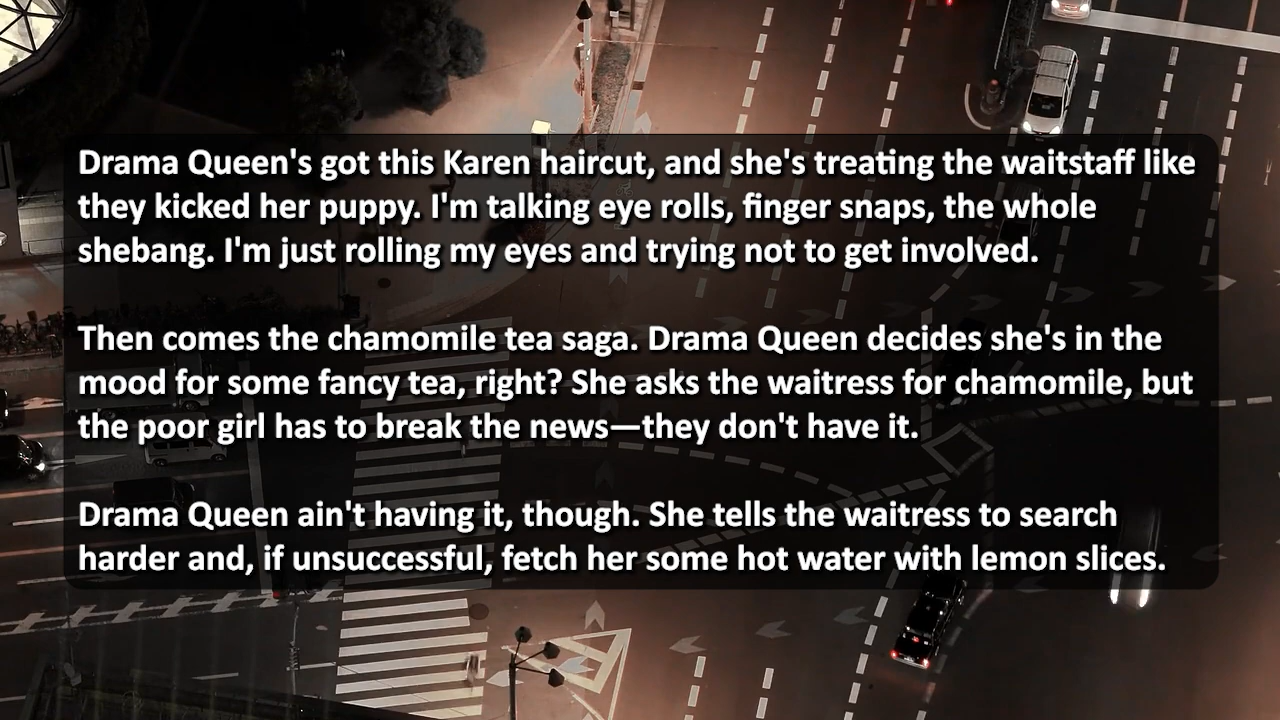 Drama Queen's got this Karen haircut, and she's treating the waitstaff like
they kicked her puppy. I'm talking eye rolls, finger snaps, the whole
shebang. I'm just rolling my eyes and trying not to get involved.
Then comes the chamomile tea saga. Drama Queen decides she's in the
mood for some fancy tea, right? She asks the waitress for chamomile, but
the poor girl has to break the news—they don't have it.
Drama Queen ain't having it, though. She tells the waitress to search
harder and, if unsuccessful, fetch her some hot water with lemon slices.